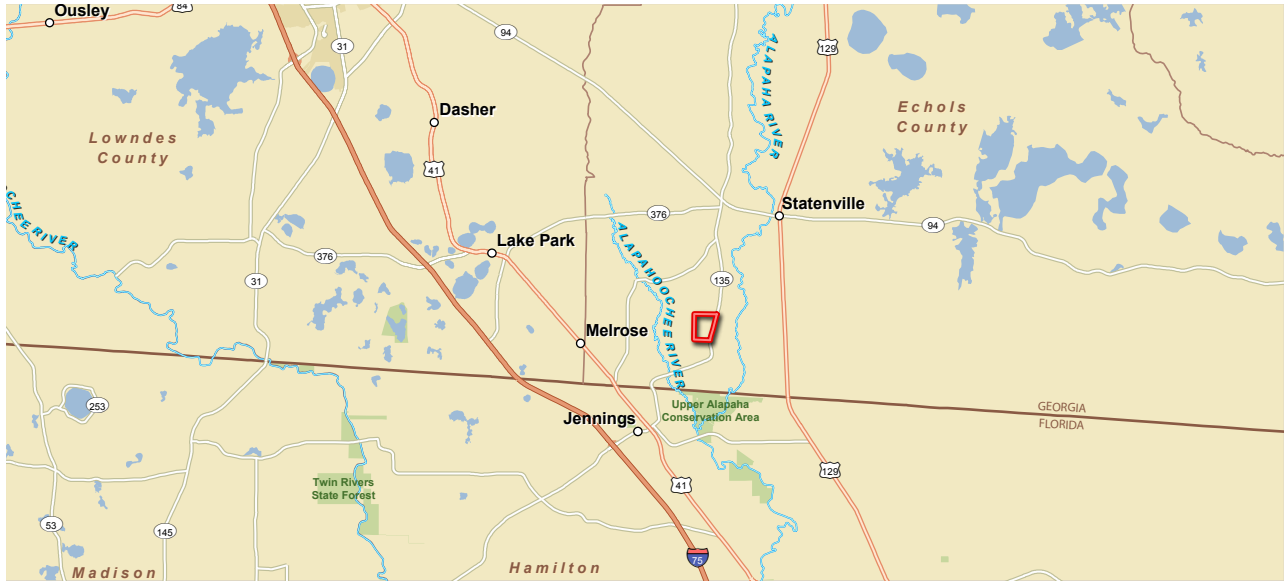 Ousley
84
31
94
129
Dasher
ALAPAHA RIVER
Echols
County
Lowndes
County
41
Statenville
376
94
CHEE RIVER
Lake Park
376
ALAPAHOOCHEE RIVER
31
135
Melrose
253
Upper Alapaha
Conservation Area
GEORGIA
FLORIDA
Jennings
129
Twin Rivers
State Forest
41
53
145
75
Madison
Hamilton